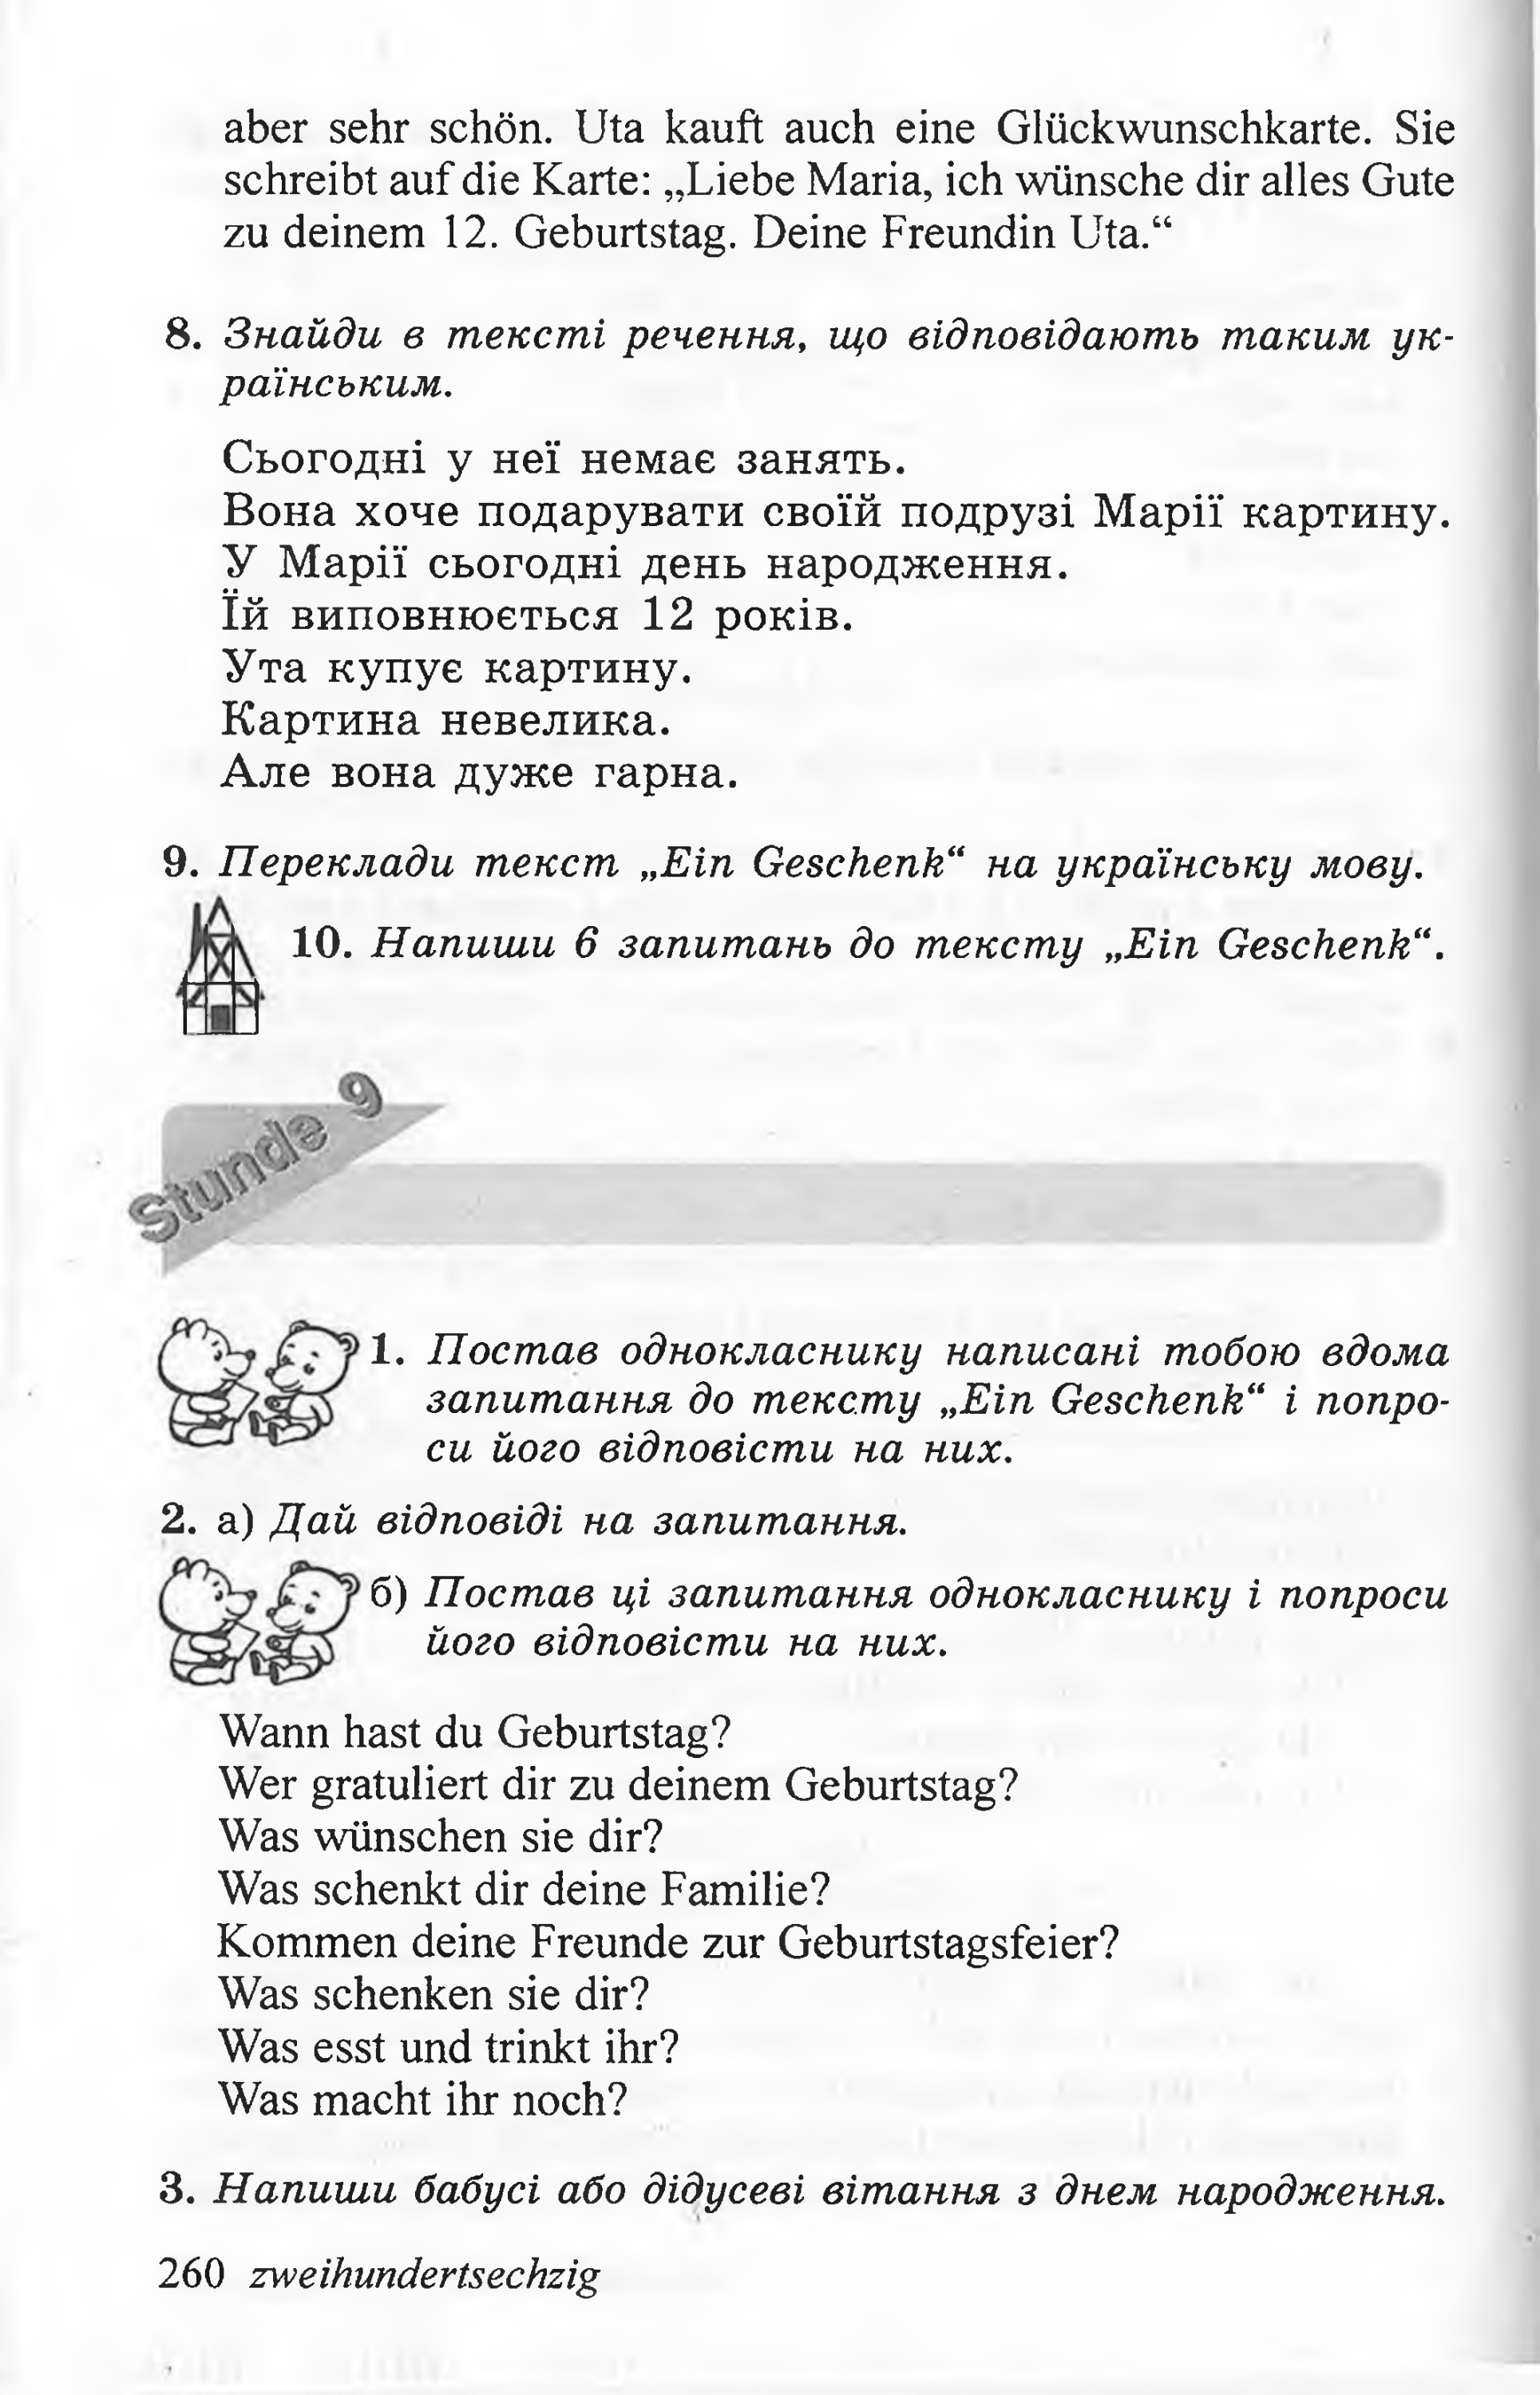 aber sehr schön. Uta kauft auch eine Glückwunschkarte. Sie
schreibt auf die Karte: „Liebe Maria, ich wünsche dir alles Gute
zu deinem 12. Geburtstag. Deine Freundin Uta.“
8. Знайди в тексті речення, що відповідають таким ук-
раїнським.
Сьогодні у неї немає занять.
Вона хоче подарувати своїй подрузі Марії картину.
У Марії сьогодні день народження.
Їй виповнюється 12 років.
Ута купує картину.
Картина невелика.
Але вона дуже гарна.
9. Переклади текст „Ein Geschenk“ на українську мову.
10. Напиши 6 запитань до тексту „Ein Geschenk“.
Stunde 9
1. Постав однокласнику написані тобою вдома
запитання до тексту „Ein Geschenk“ і попро-
си його відповісти на них.
2. а) Дай відповіді на запитання.
б) Постав ці запитання однокласнику і попроси
його відповісти на них.
Wann hast du Geburtstag?
Wer gratuliert dir zu deinem Geburtstag?
Was wünschen sie dir?
Was schenkt dir deine Familie?
Kommen deine Freunde zur Geburtstagsfeier?
Was schenken sie dir?
Was esst und trinkt ihr?
Was macht ihr noch?
3. Напиши бабусі або дідусеві вітання з днем народження.
260 zweihundertsechzig